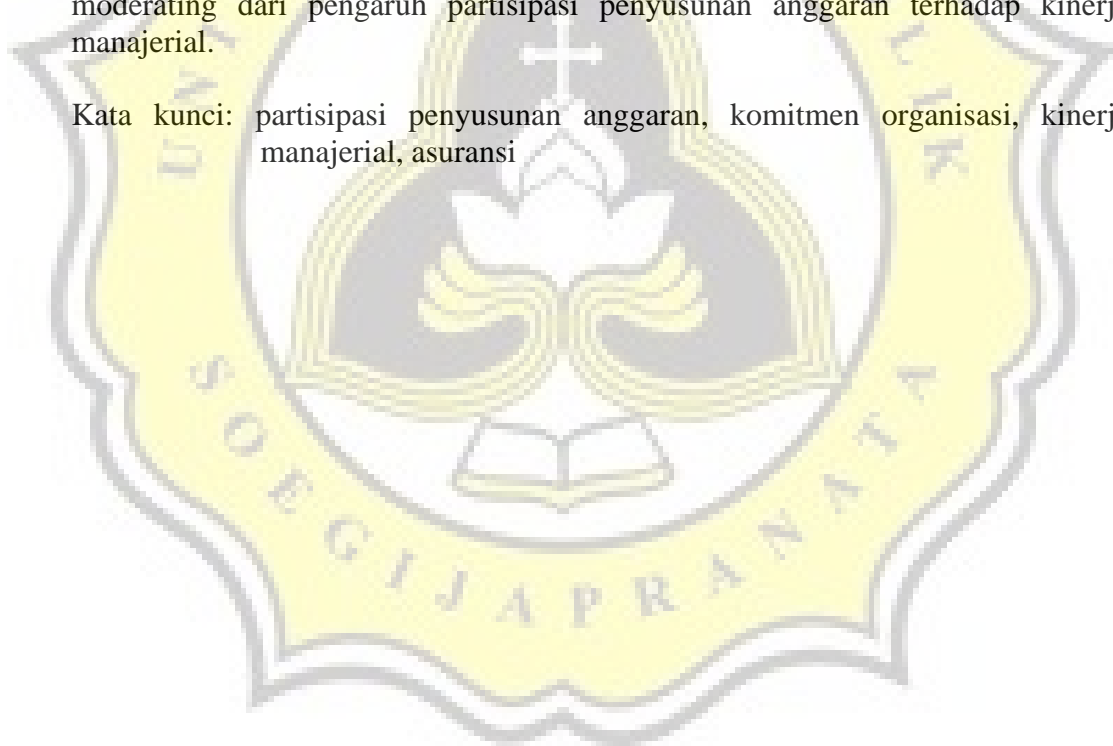 moderating dari pengaruh partisipasi penyusunan anggaran terhadap kinerj
manajerial.
Kata kunci: partisipasi penyusunan anggaran, komitmen organisasi, kinerj
manajerial, asuransi
SOEGIJAPRANATA